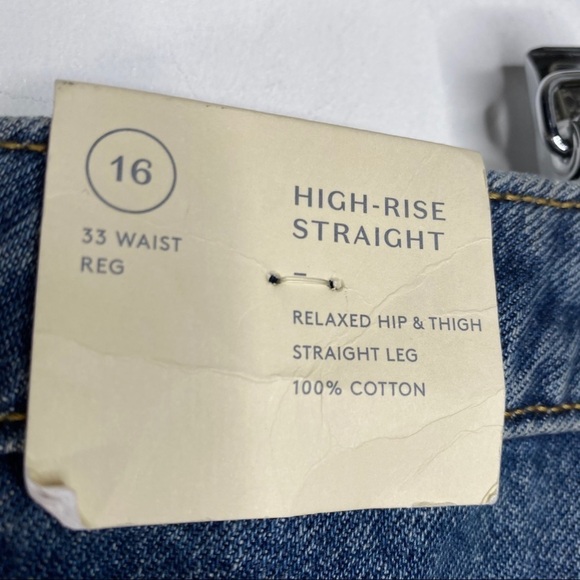 16
33 WAIST
REG
HIGH-RISE
STRAIGHT
RELAXED HIP & THIGH
STRAIGHT LEG
100% COTTON